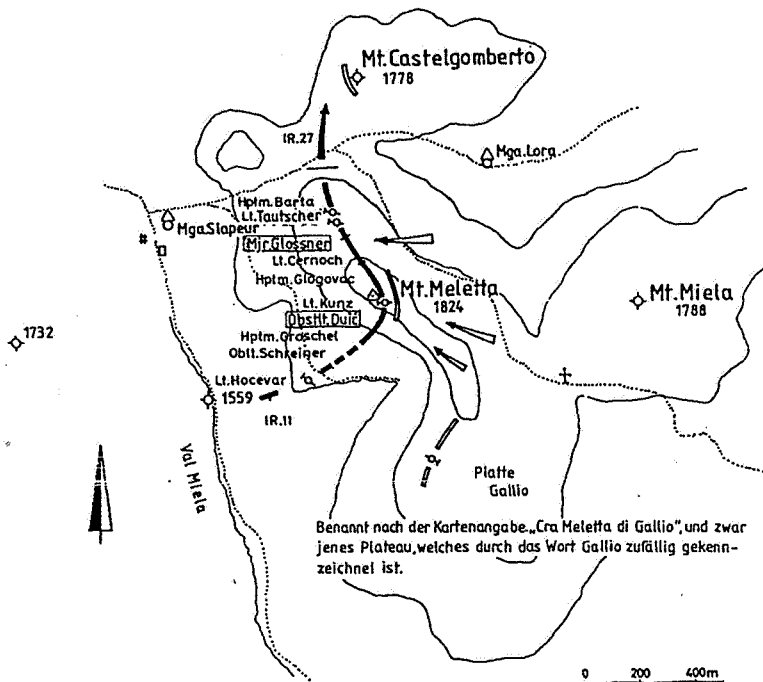 Mt.Castelgomberto
1778
IR.27
Mga.Lora
Hptm.Barta
Lt.Tautscher
Mga.Slapeur
Mjr.Glossner
Lt.Cernoch
Hptm.Glogovac
Mt.Meletta
1824
Mt.Miela
1788
Lt.Kunz
Obstlt.Duić
Hptm.Gröschel
Oblt.Schreiner
1732
Lt.Hocevar
1559
IR.11
Val Miela
Platte
Gallio
Benannt nach der Kartenangabe „Cra Meletta di Gallio", und zwar
jenes Plateau, welches durch das Wort Gallio zufällig gekenn-
zeichnet ist.
0 200 400m